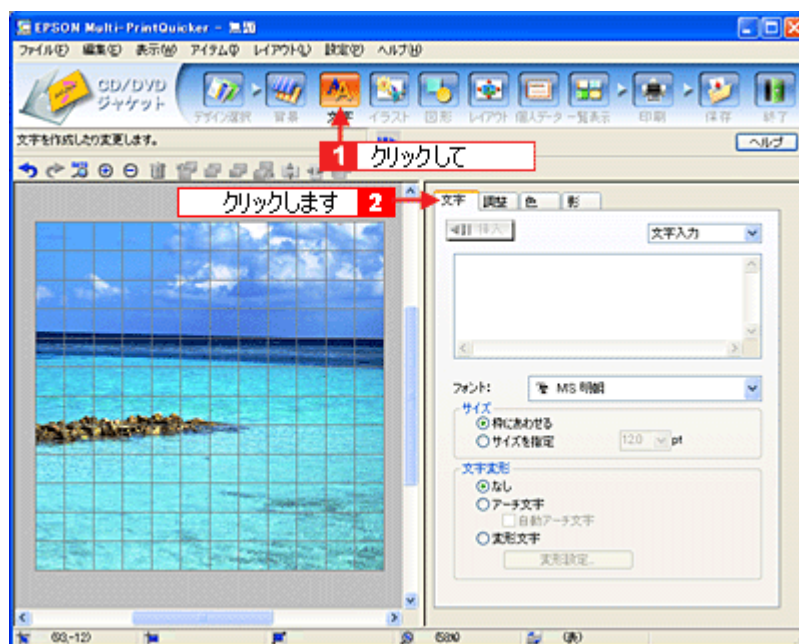 EPSON Multi-PrintQuicker - 無題
ファイル(F) 編集(E) 表示(W) アイテム(I) レイアウト(L) 設定(P) ヘルプ(H)
CD/DVD
ジャケット
デザイン選択 背景 文字 イラスト 図形 レイアウト 個人データ 一覧表示 印刷 保存 終了
文字を作成したり変更します。
ヘルプ
1 クリックして
クリックします 2
文字 調整 色 影
挿入
文字入力
フォント: MS 明朝
サイズ
枠にあわせる
サイズを指定 12.0 pt
文字変形
なし
アーチ文字
自動アーチ文字
変形文字
変形設定...
(表)